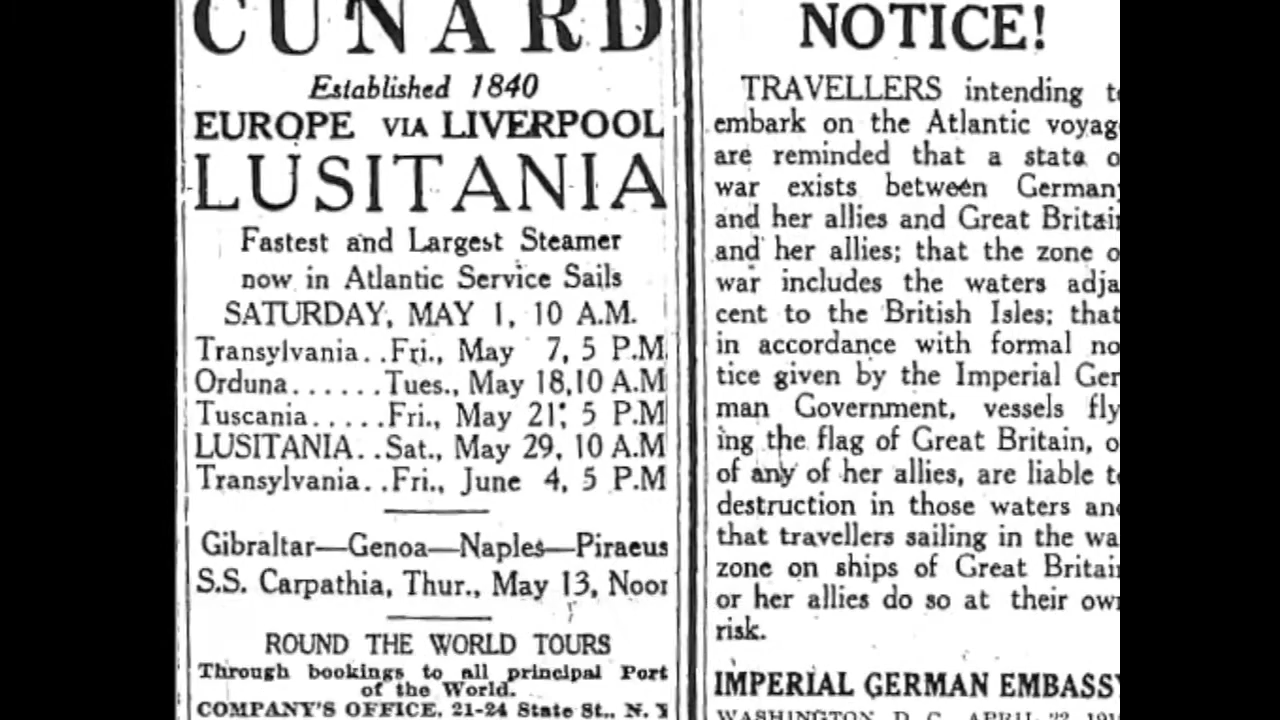 CUNARD
Established 1840
EUROPE VIA LIVERPOOL
LUSITANIA
Fastest and Largest Steamer
now in Atlantic Service Sails
SATURDAY, MAY 1, 10 A.M.
Transylvania..Fri., May 7, 5 P.M.
Orduna......Tues., May 18,10 A.M
Tuscania.....Fri., May 21, 5 P.M
LUSITANIA..Sat., May 29, 10 A.M
Transylvania..Fri., June 4, 5 P.M
Gibraltar—Genoa—Naples—Piraeus
S.S. Carpathia, Thur., May 13, Noon
ROUND THE WORLD TOURS
Through bookings to all principal Port
of the World.
COMPANY'S OFFICE, 21-24 State St., N. Y
NOTICE!
TRAVELLERS intending t
embark on the Atlantic voyag
are reminded that a state o
war exists between German
and her allies and Great Britai
and her allies; that the zone o
war includes the waters adja
cent to the British Isles; that
in accordance with formal no
tice given by the Imperial Ger
man Government, vessels fly
ing the flag of Great Britain, o
of any of her allies, are liable t
destruction in those waters an
that travellers sailing in the wa
zone on ships of Great Britai
or her allies do so at their ow
risk.
IMPERIAL GERMAN EMBASSY
WASHINGTON, D. C., APRIL 22, 191